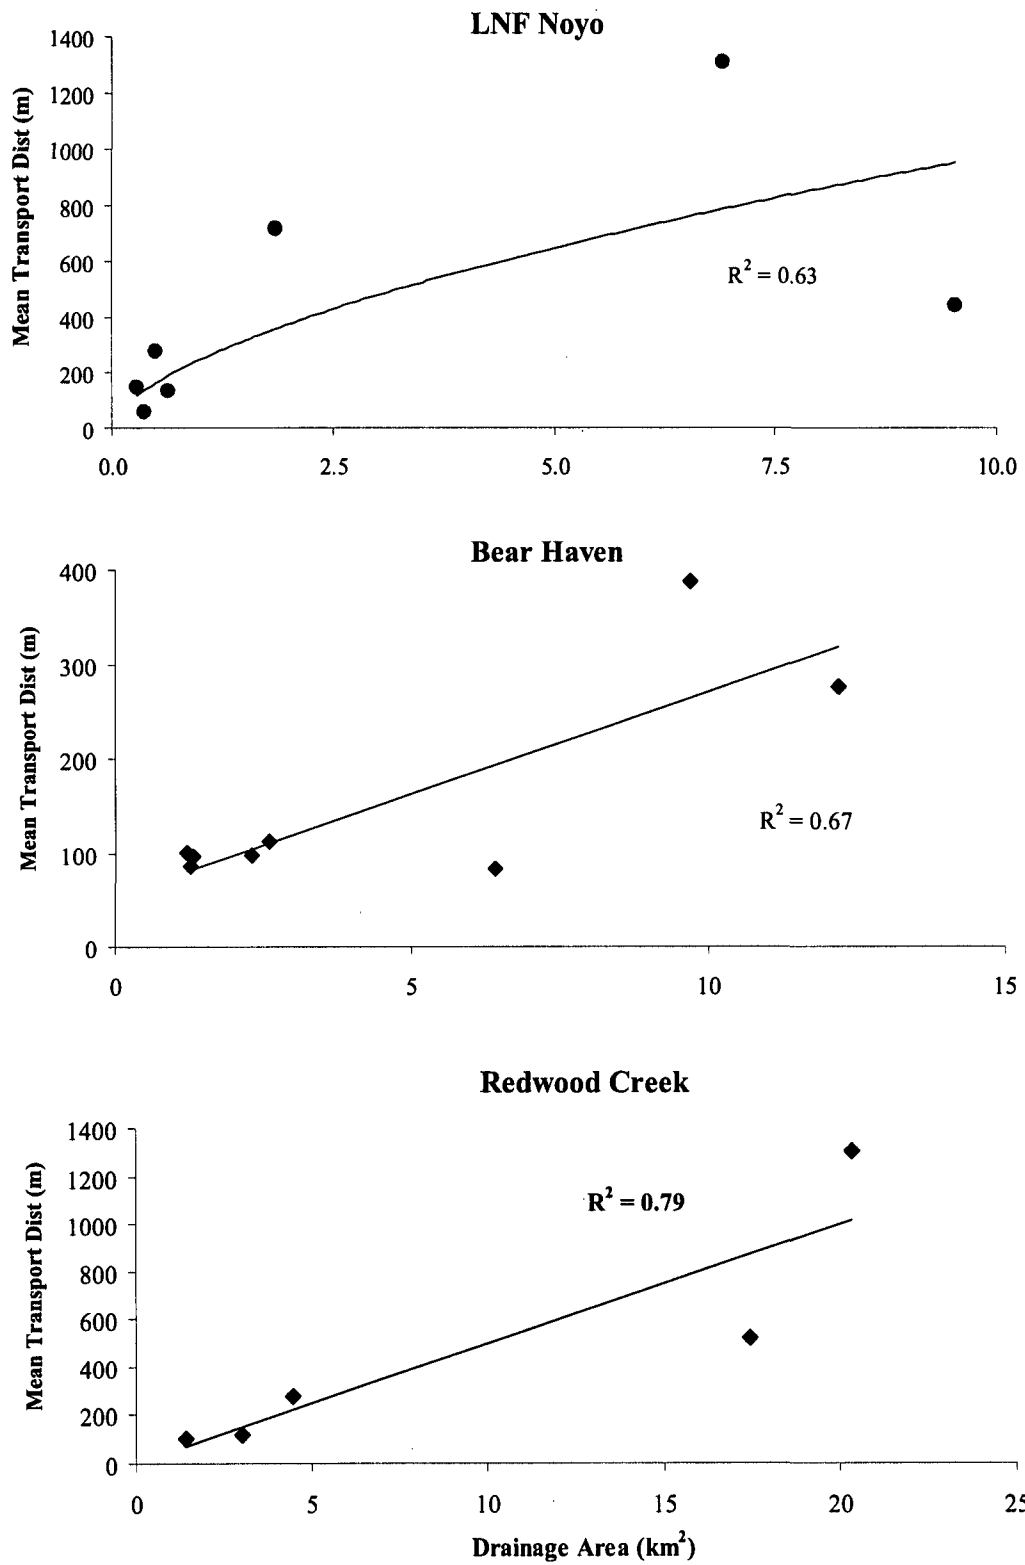 LNF Noyo
Mean Transport Dist (m)
1400
1200
1000
800
600
400
200
0
R² = 0.63
0.0 2.5 5.0 7.5 10.0
Bear Haven
Mean Transport Dist (m)
400
300
200
100
0
R² = 0.67
0 5 10 15
Redwood Creek
Mean Transport Dist (m)
1400
1200
1000
800
600
400
200
0
R² = 0.79
0 5 10 15 20 25
Drainage Area (km²)